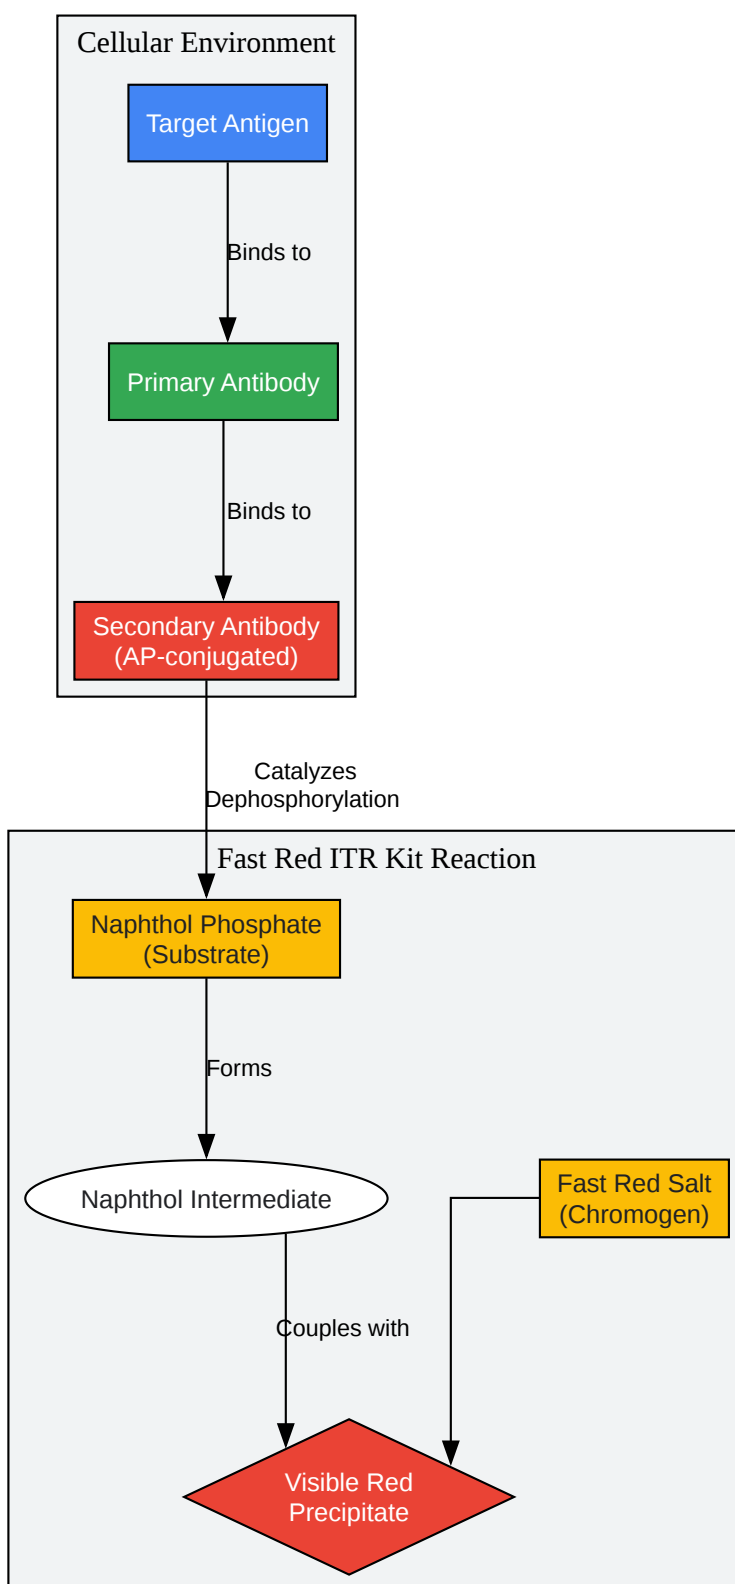 Cellular Environment
Target Antigen
Binds to
Primary Antibody
Binds to
Secondary Antibody
(AP-conjugated)
Catalyzes
Dephosphorylation
Fast Red ITR Kit Reaction
Naphthol Phosphate
(Substrate)
Forms
Naphthol Intermediate
Fast Red Salt
(Chromogen)
Couples with
Visible Red
Precipitate